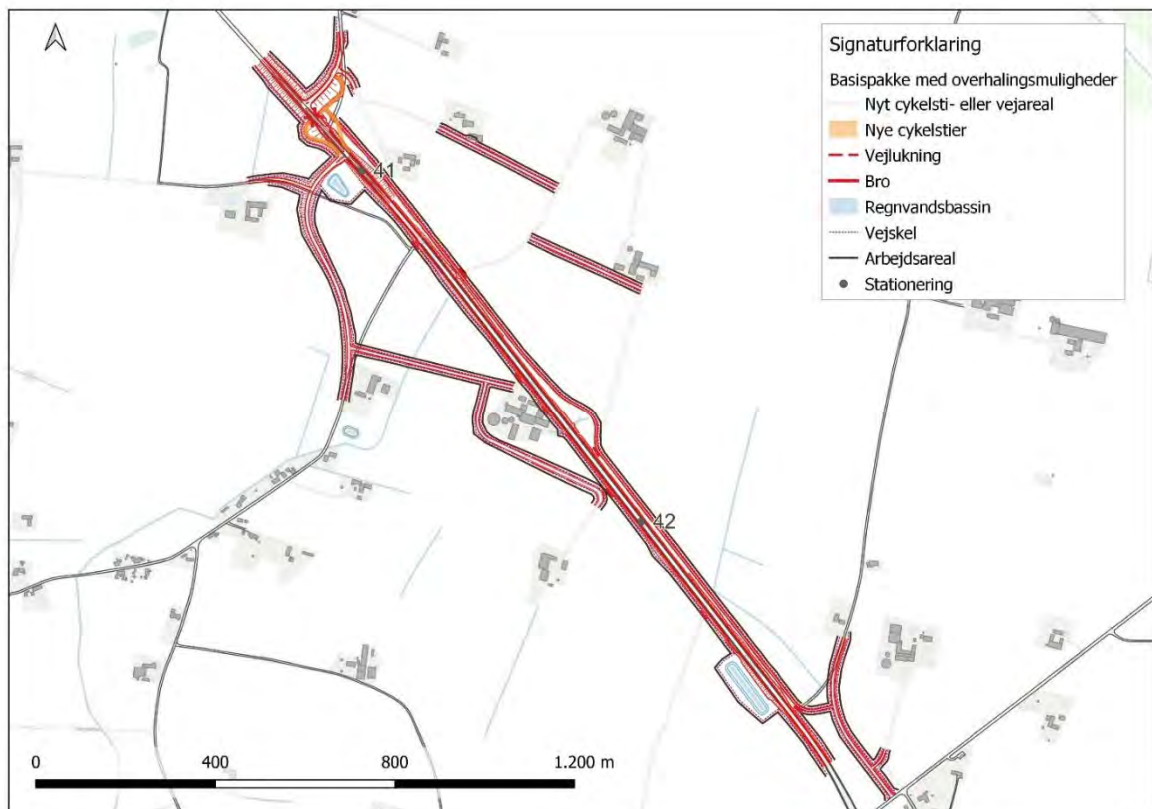 Signaturforklaring
Basispakke med overhalingsmuligheder
Nyt cykelsti- eller vejareal
Nye cykelstier
Vejlukning
Bro
Regnvandsbassin
Vejskel
Arbejdsareal
Stationering
41
42
0 400 800 1.200 m